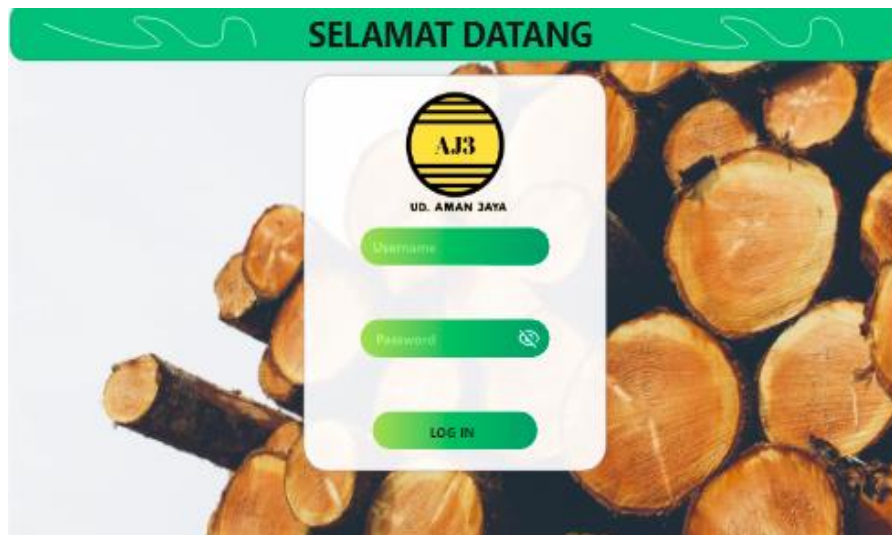 SELAMAT DATANG
AJ3
UD. AMAN JAYA
Username
Password
LOG IN